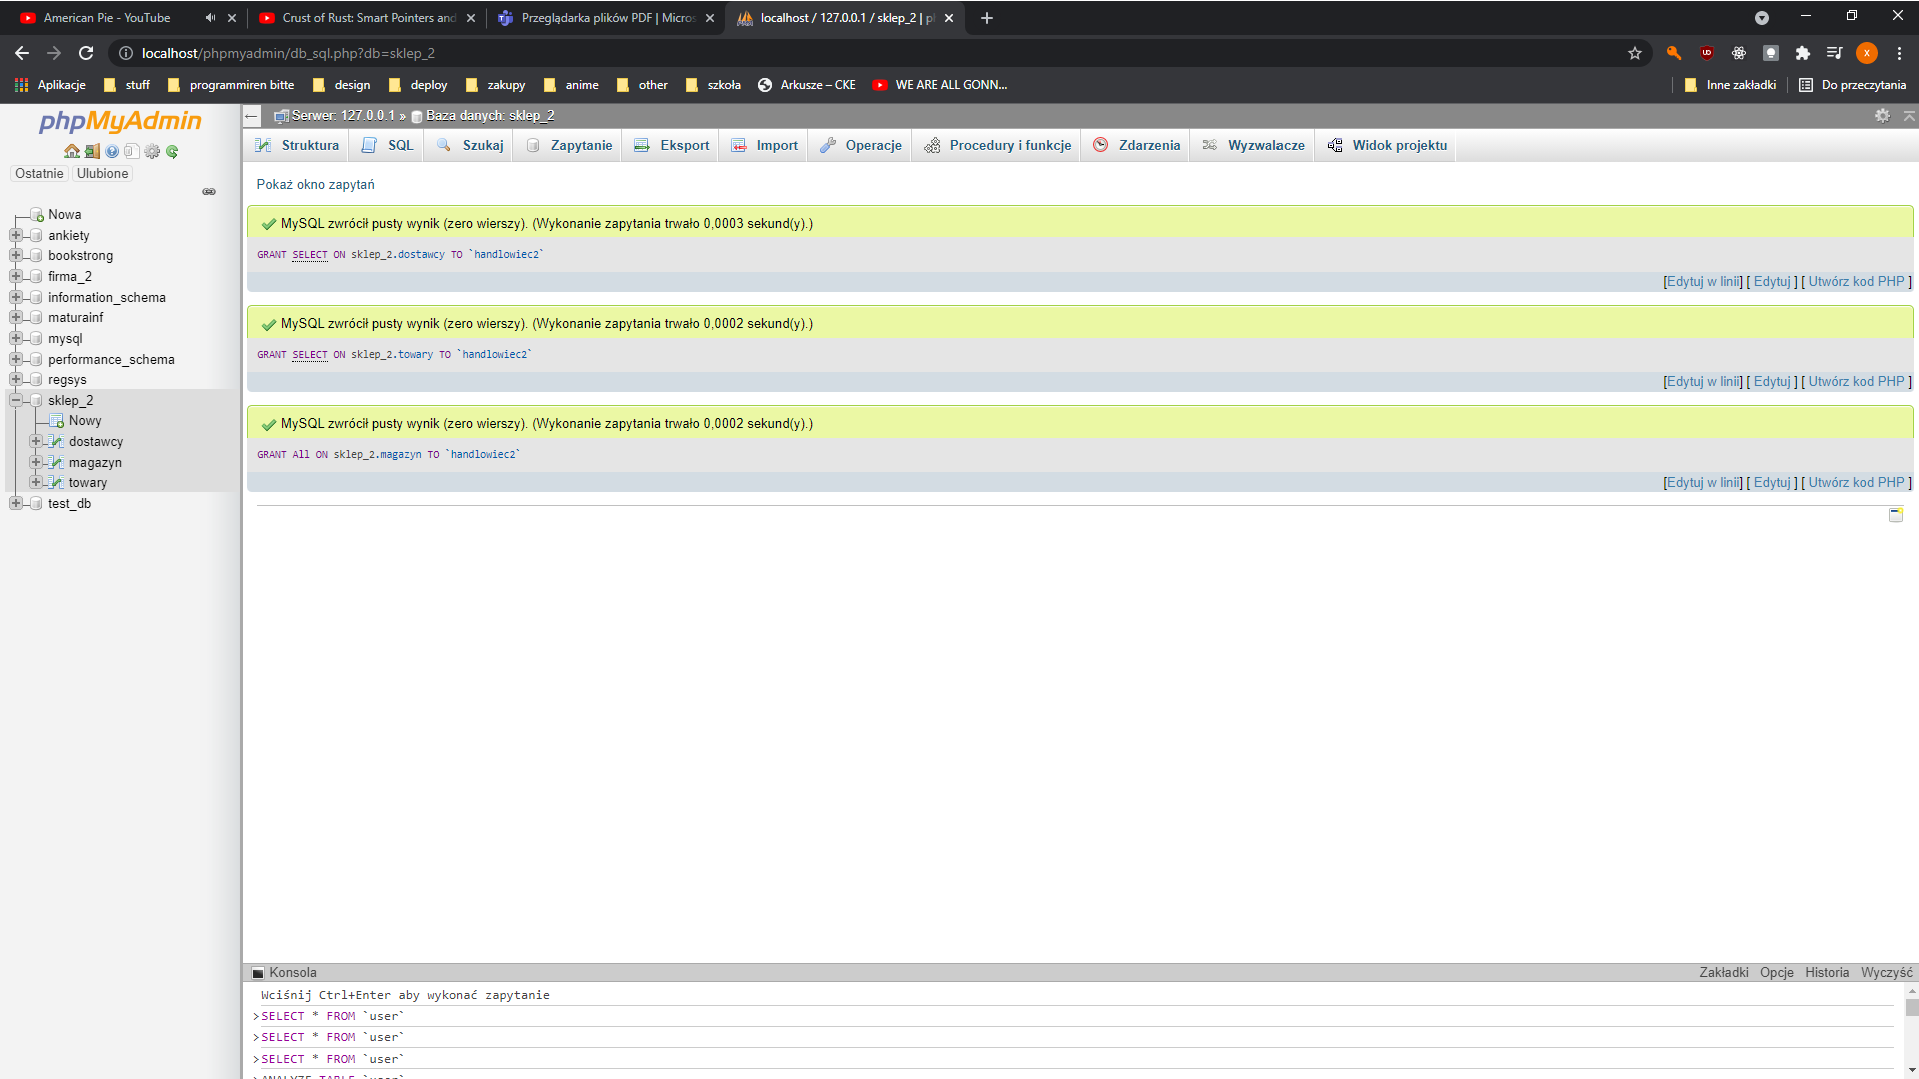 American Pie - YouTube
Crust of Rust: Smart Pointers and
Przeglądarka plików PDF | Micros
localhost / 127.0.0.1 / sklep_2 | p
localhost/phpmyadmin/db_sql.php?db=sklep_2
UD
X
Aplikacje
stuff
programmiren bitte
design
deploy
zakupy
anime
other
szkoła
Arkusze – CKE
WE ARE ALL GONN...
Inne zakładki
Do przeczytania
phpMyAdmin
Ostatnie
Ulubione
Nowa
ankiety
bookstrong
firma_2
information_schema
maturainf
mysql
performance_schema
regsys
sklep_2
Nowy
dostawcy
magazyn
towary
test_db
Serwer: 127.0.0.1 » Baza danych: sklep_2
Struktura
SQL
Szukaj
Zapytanie
Eksport
Import
Operacje
Procedury i funkcje
Zdarzenia
Wyzwalacze
Widok projektu
Pokaż okno zapytań
MySQL zwrócił pusty wynik (zero wierszy). (Wykonanie zapytania trwało 0,0003 sekund(y).)
GRANT SELECT ON sklep_2.dostawcy TO `handlowiec2`
[Edytuj w linii] [ Edytuj ] [ Utwórz kod PHP ]
MySQL zwrócił pusty wynik (zero wierszy). (Wykonanie zapytania trwało 0,0002 sekund(y).)
GRANT SELECT ON sklep_2.towary TO `handlowiec2`
[Edytuj w linii] [ Edytuj ] [ Utwórz kod PHP ]
MySQL zwrócił pusty wynik (zero wierszy). (Wykonanie zapytania trwało 0,0002 sekund(y).)
GRANT All ON sklep_2.magazyn TO `handlowiec2`
[Edytuj w linii] [ Edytuj ] [ Utwórz kod PHP ]
Konsola
Zakładki
Opcje
Historia
Wyczyść
Wciśnij Ctrl+Enter aby wykonać zapytanie
>SELECT * FROM `user`
>SELECT * FROM `user`
>SELECT * FROM `user`
>ANALYZE TABLE `user`